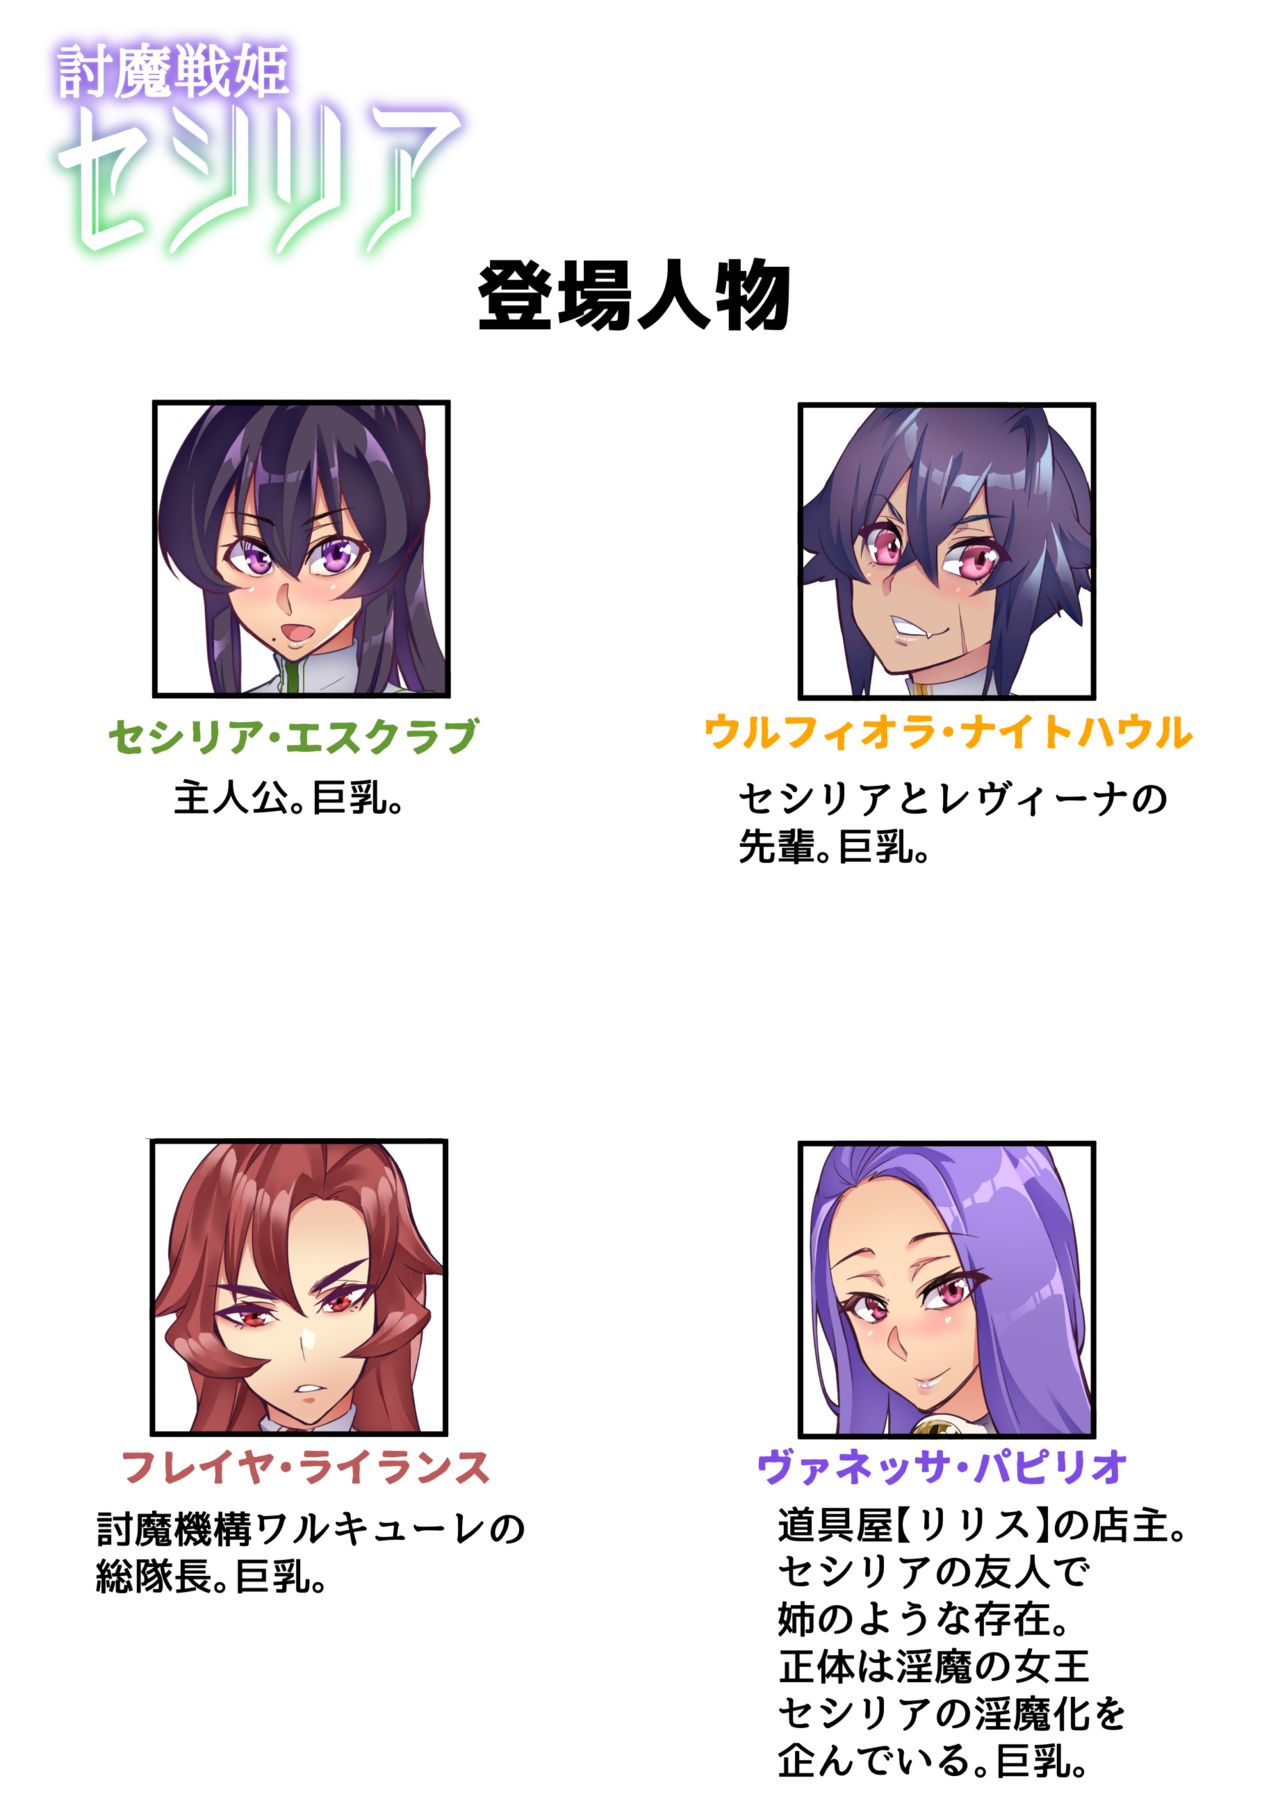 討魔戦姫
セシリア
登場人物
セシリア・エスクラブ
主人公。巨乳。
ウルフィオラ・ナイトハウル
セシリアとレヴィーナの
先輩。巨乳。
フレイヤ・ライランス
討魔機構ワルキューレの
総隊長。巨乳。
ヴァネッサ・パピリオ
道具屋【リリス】の店主。
セシリアの友人で
姉のような存在。
正体は淫魔の女王
セシリアの淫魔化を
企んでいる。巨乳。